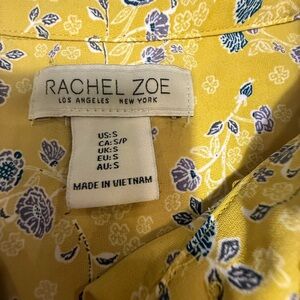 RACHEL ZOE
LOS ANGELES NEW YORK
US:S
CA:S/P
UK:S
EU:S
AU:S
MADE IN VIETNAM